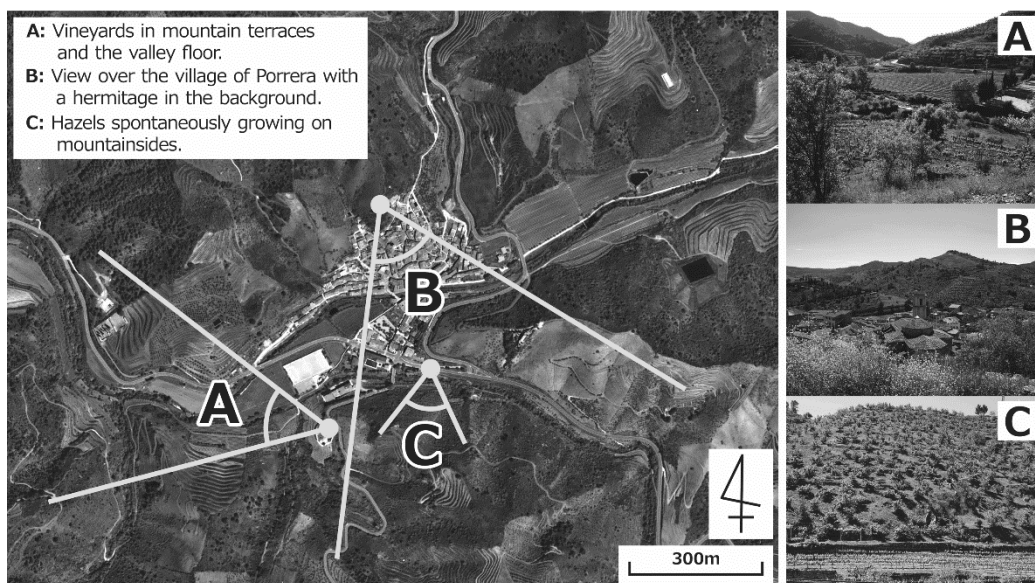 A: Vineyards in mountain terraces
and the valley floor.
B: View over the village of Porrera with
a hermitage in the background.
C: Hazels spontaneously growing on
mountainsides.
A
B
C
300m
A
B
C